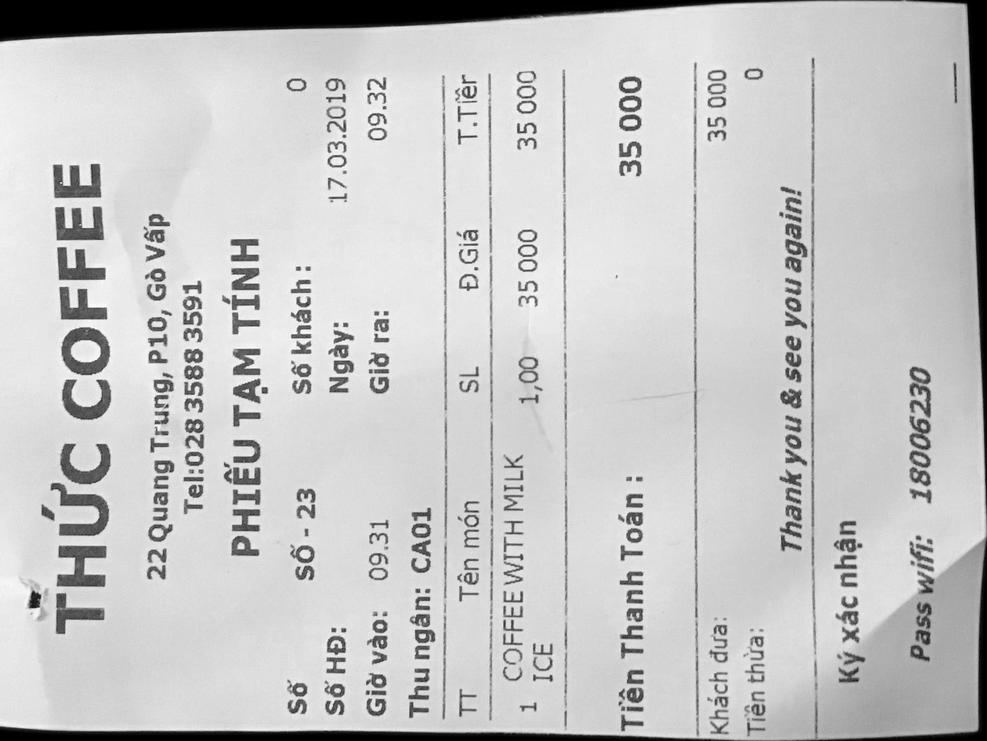 THỨC COFFEE
22 Quang Trung, P10, Gò Vấp
Tel:028 3588 3591
PHIẾU TẠM TÍNH
Số SỐ - 23 Số khách : 0
Số HĐ: Ngày: 17.03.2019
Giờ vào: 09.31 Giờ ra: 09.32
Thu ngân: CA01
TT Tên món SL Đ.Giá T.Tiền
1 COFFEE WITH MILK 1,00 35 000 35 000
ICE
Tiền Thanh Toán : 35 000
Khách đưa: 35 000
Tiền thừa: 0
Thank you & see you again!
Ký xác nhận
Pass wifi: 18006230